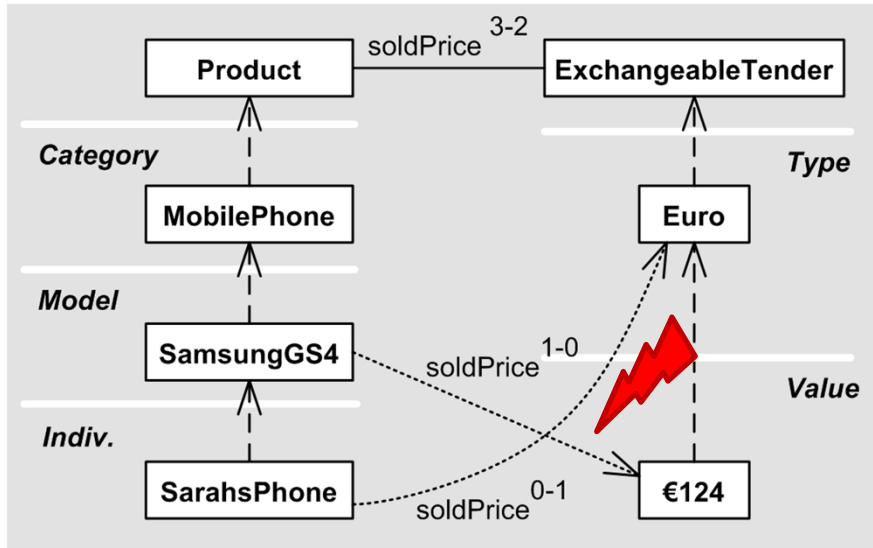 soldPrice 3-2
Product
ExchangeableTender
Category
Type
MobilePhone
Euro
Model
SamsungGS4
soldPrice 1-0
Value
Indiv.
SarahsPhone
soldPrice 0-1
€124